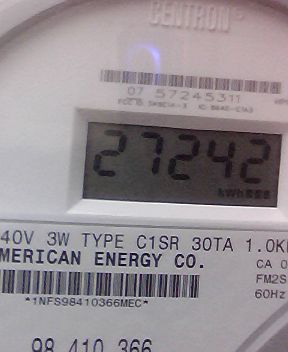 CENTRON®
07 57245311
27242
kWh
40V 3W TYPE C1SR 30TA 1.0K
MERICAN ENERGY CO.
CA 0
FM2S
60Hz
*1NFS98410366MEC*
98 410 366